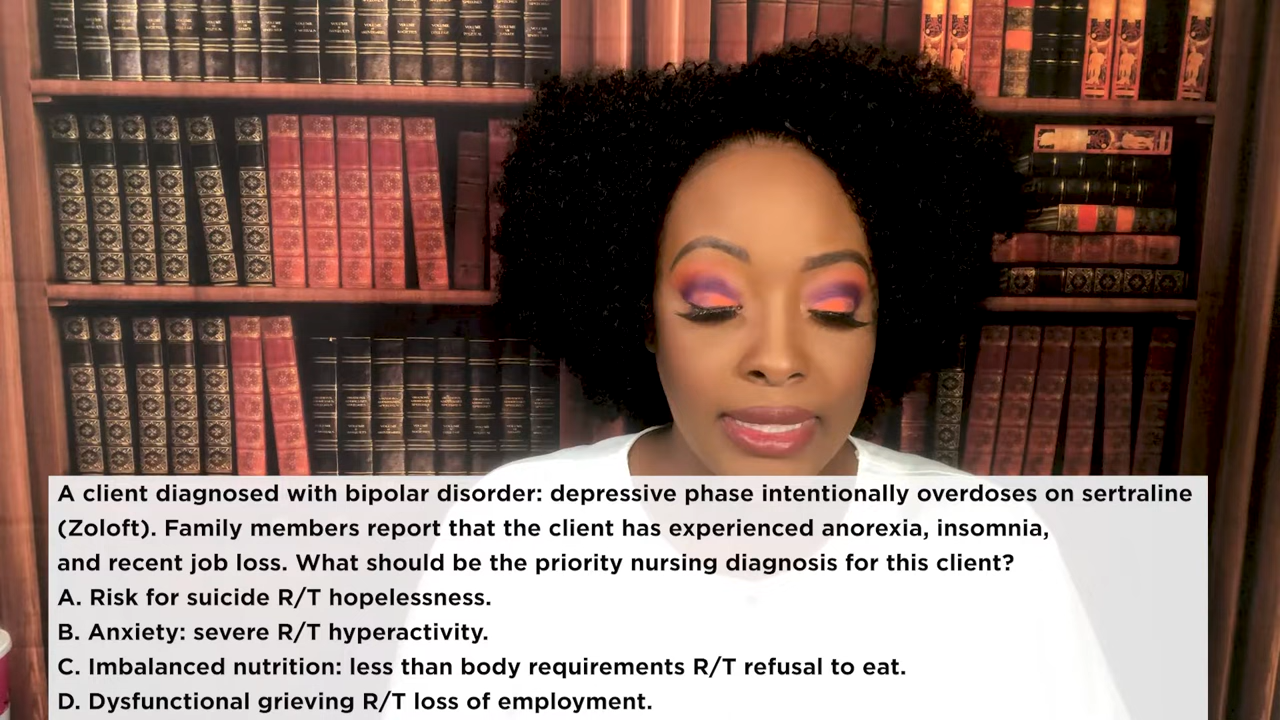 A client diagnosed with bipolar disorder: depressive phase intentionally overdoses on sertraline
(Zoloft). Family members report that the client has experienced anorexia, insomnia,
and recent job loss. What should be the priority nursing diagnosis for this client?
A. Risk for suicide R/T hopelessness.
B. Anxiety: severe R/T hyperactivity.
C. Imbalanced nutrition: less than body requirements R/T refusal to eat.
D. Dysfunctional grieving R/T loss of employment.